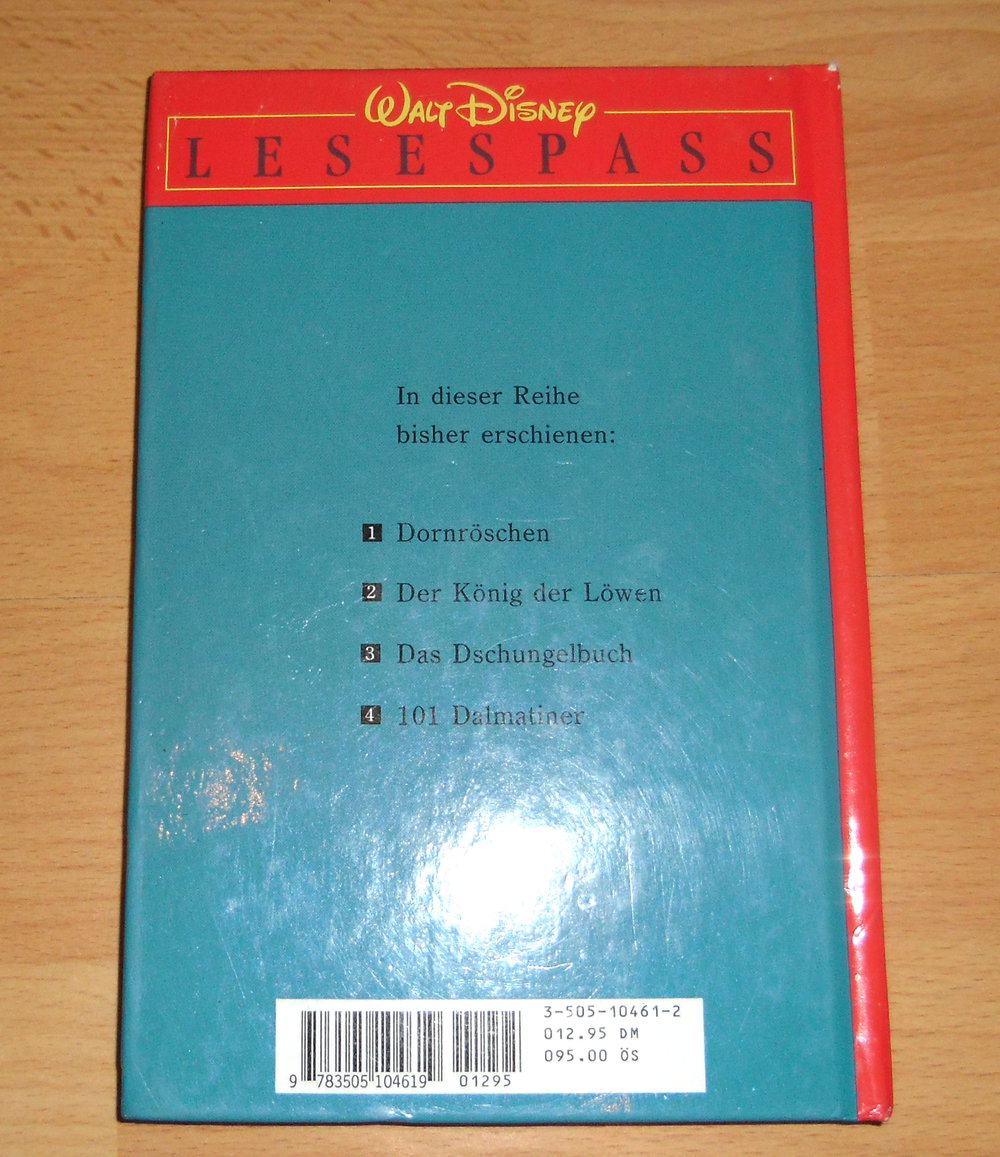 Walt Disney
LESESPASS
In dieser Reihe
bisher erschienen:
1 Dornröschen
2 Der König der Löwen
3 Das Dschungelbuch
4 101 Dalmatiner
3-505-10461-2
012.95 DM
095.00 ÖS
9 783505 104619 01295